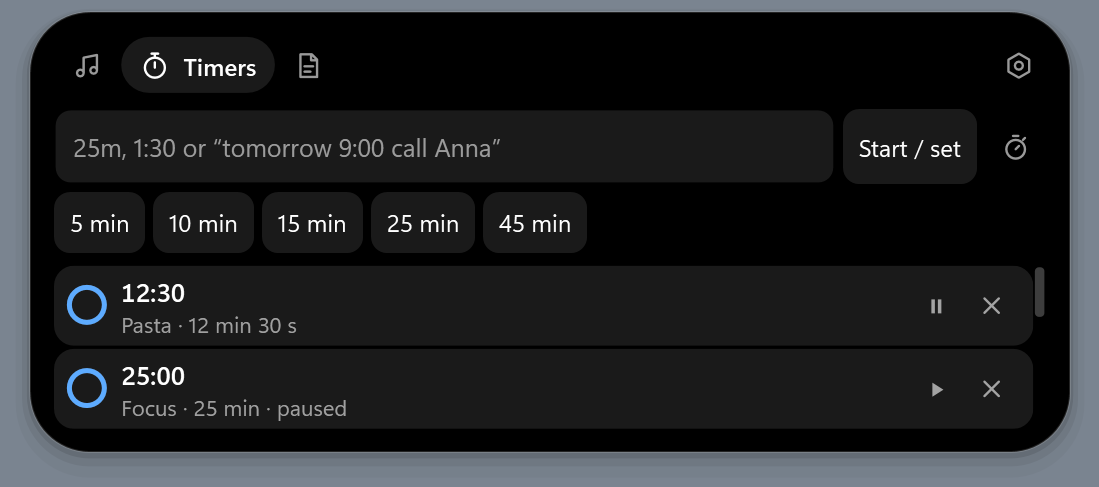 Timers
25m, 1:30 or “tomorrow 9:00 call Anna”
Start / set
5 min
10 min
15 min
25 min
45 min
12:30
Pasta · 12 min 30 s
25:00
Focus · 25 min · paused